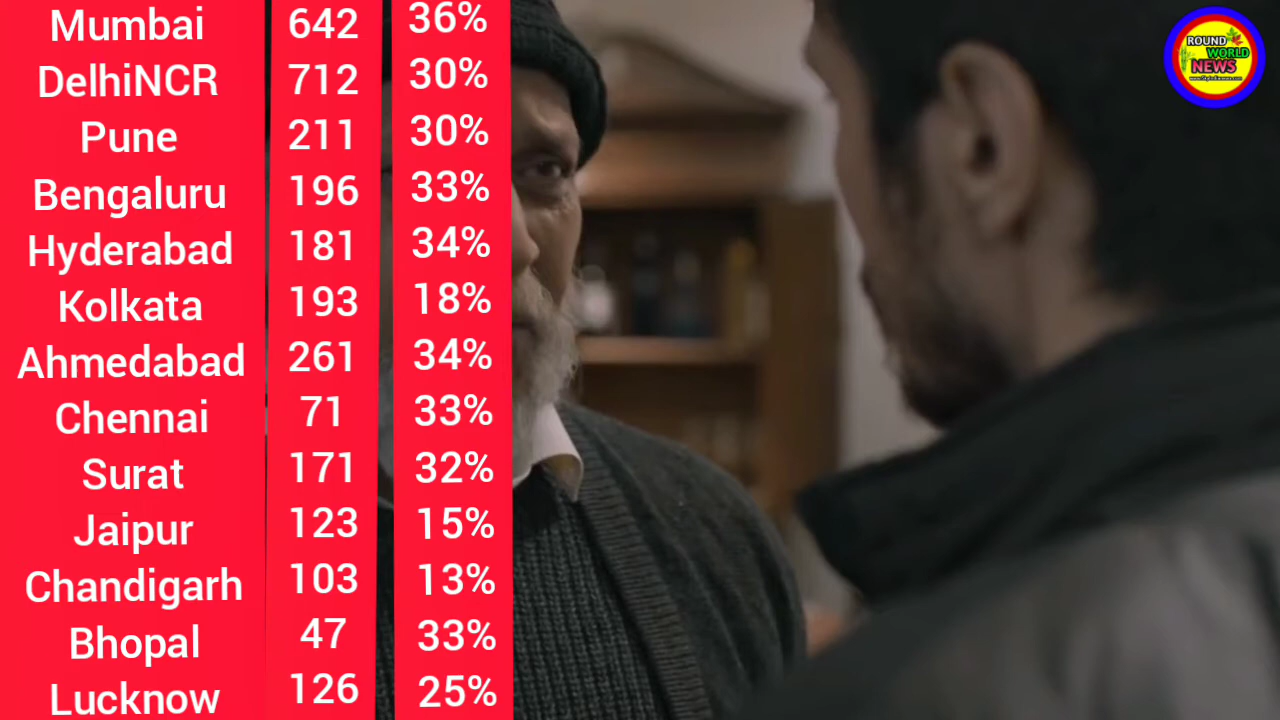 Mumbai 642 36%
DelhiNCR 712 30%
Pune 211 30%
Bengaluru 196 33%
Hyderabad 181 34%
Kolkata 193 18%
Ahmedabad 261 34%
Chennai 71 33%
Surat 171 32%
Jaipur 123 15%
Chandigarh 103 13%
Bhopal 47 33%
Lucknow 126 25%
ROUND
WORLD
NEWS